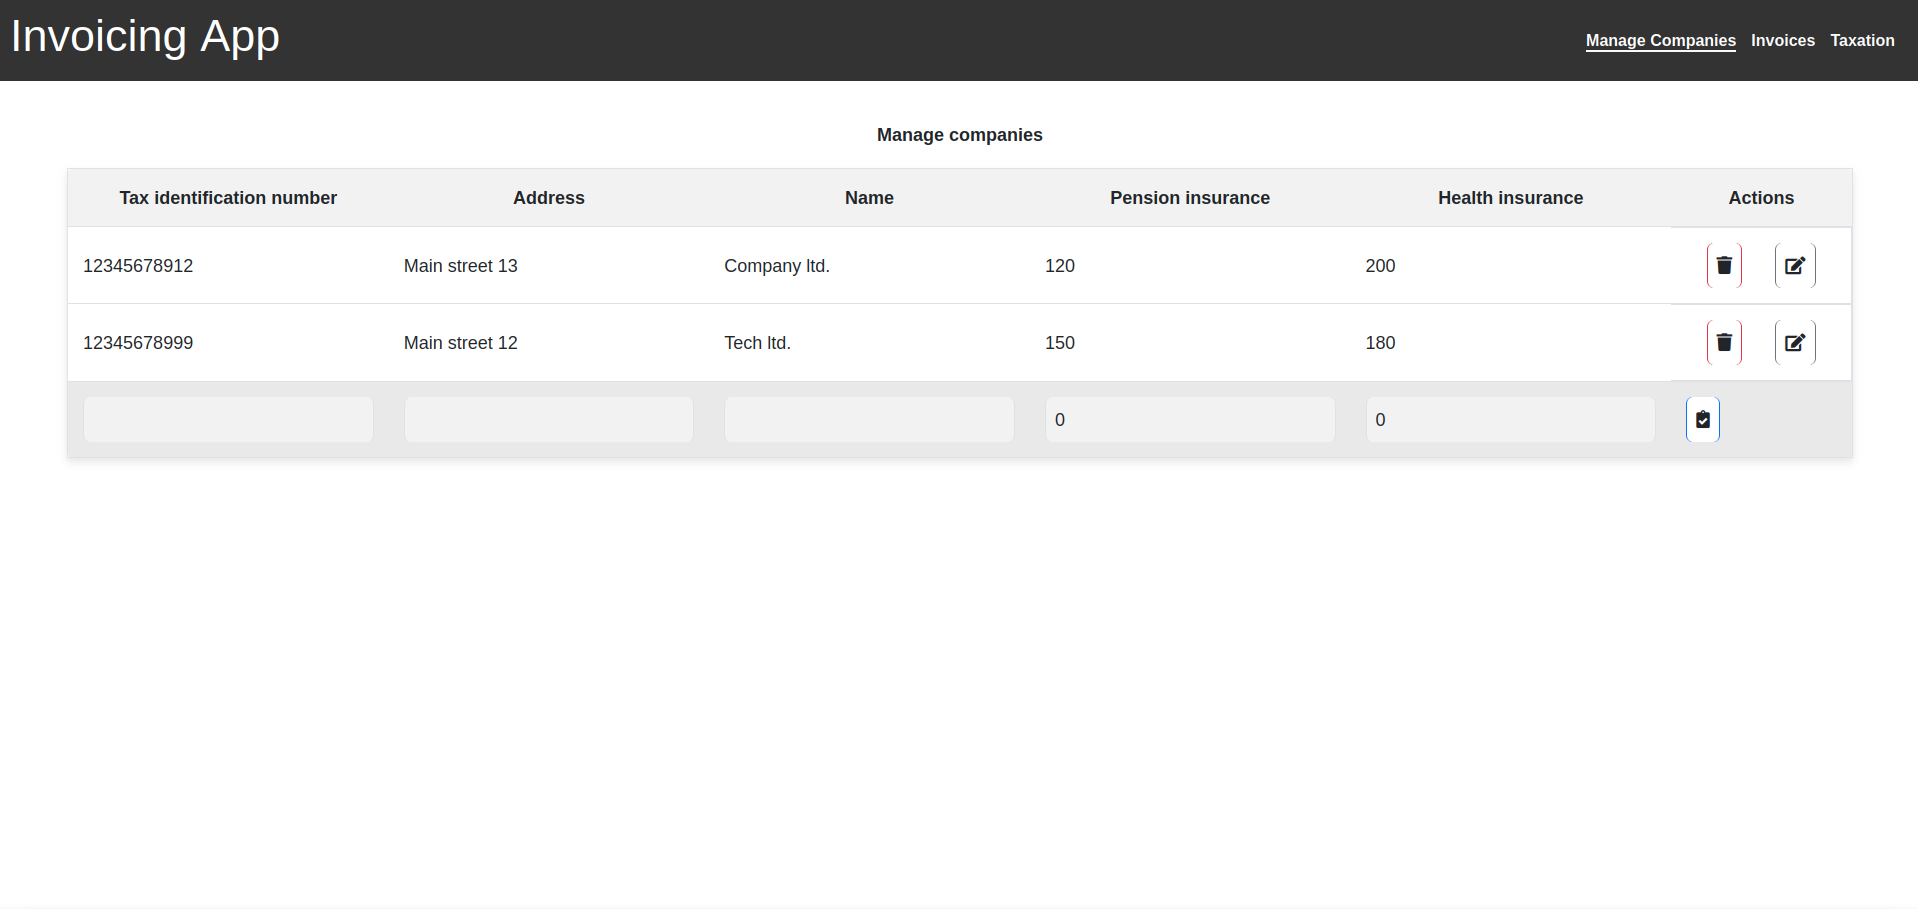 Invoicing App
Manage Companies Invoices Taxation
Manage companies
Tax identification number Address Name Pension insurance Health insurance Actions
12345678912 Main street 13 Company ltd. 120 200
12345678999 Main street 12 Tech ltd. 150 180
0 0